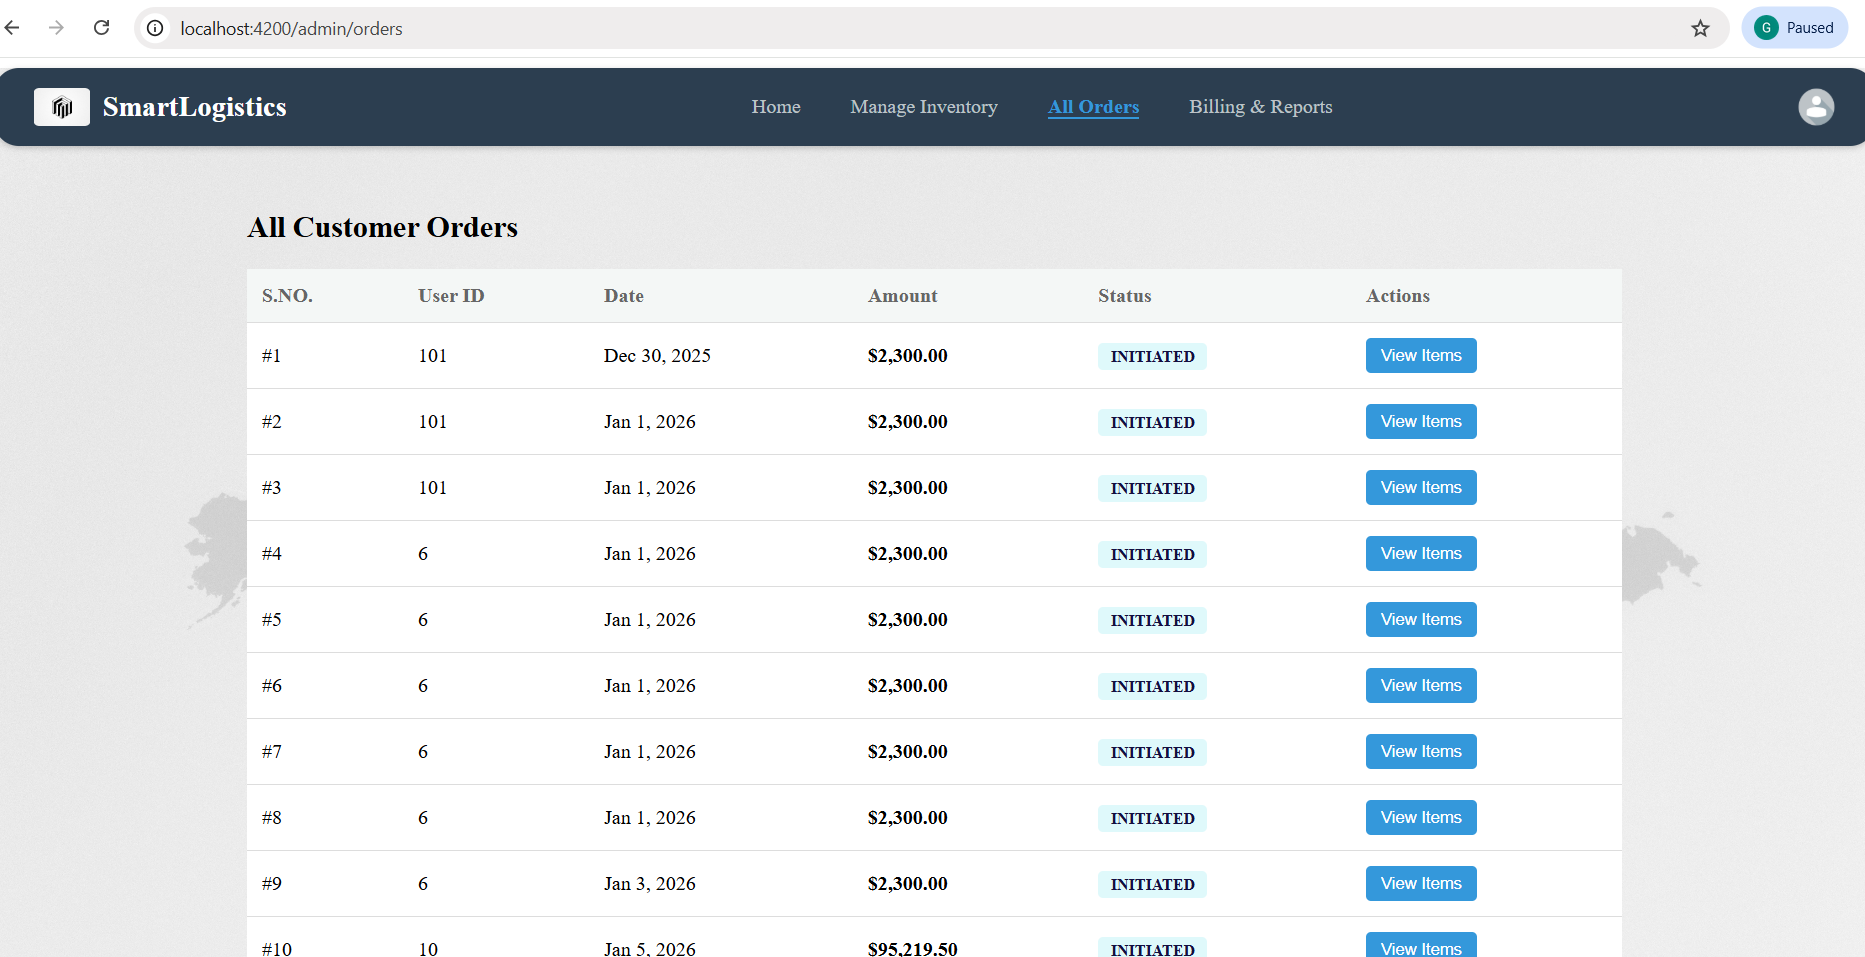 localhost:4200/admin/orders
G Paused
SmartLogistics Home Manage Inventory All Orders Billing & Reports
All Customer Orders
S.NO. User ID Date Amount Status Actions
#1 101 Dec 30, 2025 $2,300.00 INITIATED View Items
#2 101 Jan 1, 2026 $2,300.00 INITIATED View Items
#3 101 Jan 1, 2026 $2,300.00 INITIATED View Items
#4 6 Jan 1, 2026 $2,300.00 INITIATED View Items
#5 6 Jan 1, 2026 $2,300.00 INITIATED View Items
#6 6 Jan 1, 2026 $2,300.00 INITIATED View Items
#7 6 Jan 1, 2026 $2,300.00 INITIATED View Items
#8 6 Jan 1, 2026 $2,300.00 INITIATED View Items
#9 6 Jan 3, 2026 $2,300.00 INITIATED View Items
#10 10 Jan 5, 2026 $95,219.50 INITIATED View Items